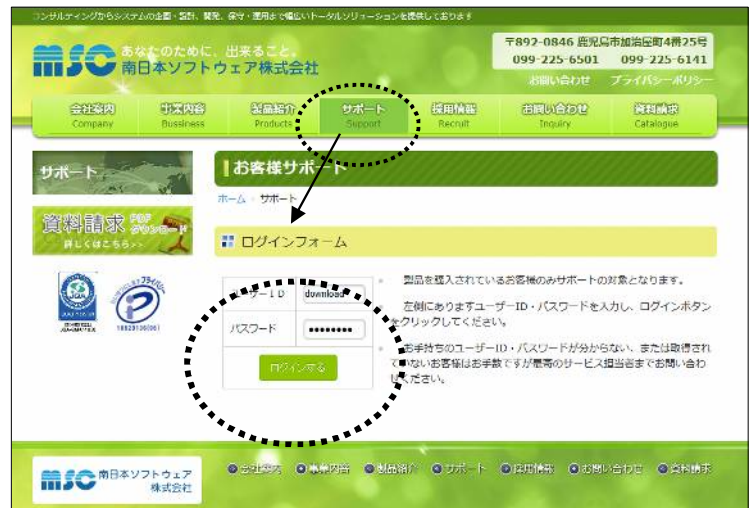 コンサルティングからシステムの企画・設計、開発、保守・運用まで幅広いトータルソリューションを提供しております
MSC
あなたのために、出来ること。
南日本ソフトウェア株式会社
〒892-0846 鹿児島市加治屋町4番25号
099-225-6501 099-225-6141
お問い合わせ プライバシーポリシー
会社案内 事業内容 製品紹介 サポート 採用情報 お問い合わせ 資料請求
Company Bussiness Products Support Recruit Inquiry Catalogue
サポート
お客様サポート
ホーム サポート
資料請求 PDFダウンロード
詳しくはこちら>>
ログインフォーム
ユーザーID download
パスワード ••••••••
ログインする
製品を購入されているお客様のみサポートの対象となります。
左側にありますユーザーID・パスワードを入力し、ログインボタン
をクリックしてください。
お手持ちのユーザーID・パスワードが分からない、または取得され
ていないお客様はお手数ですが最寄のサービス担当者までお問い合わ
せください。
MSC 南日本ソフトウェア
株式会社
会社案内 事業内容 製品紹介 サポート 採用情報 お問い合わせ 資料請求